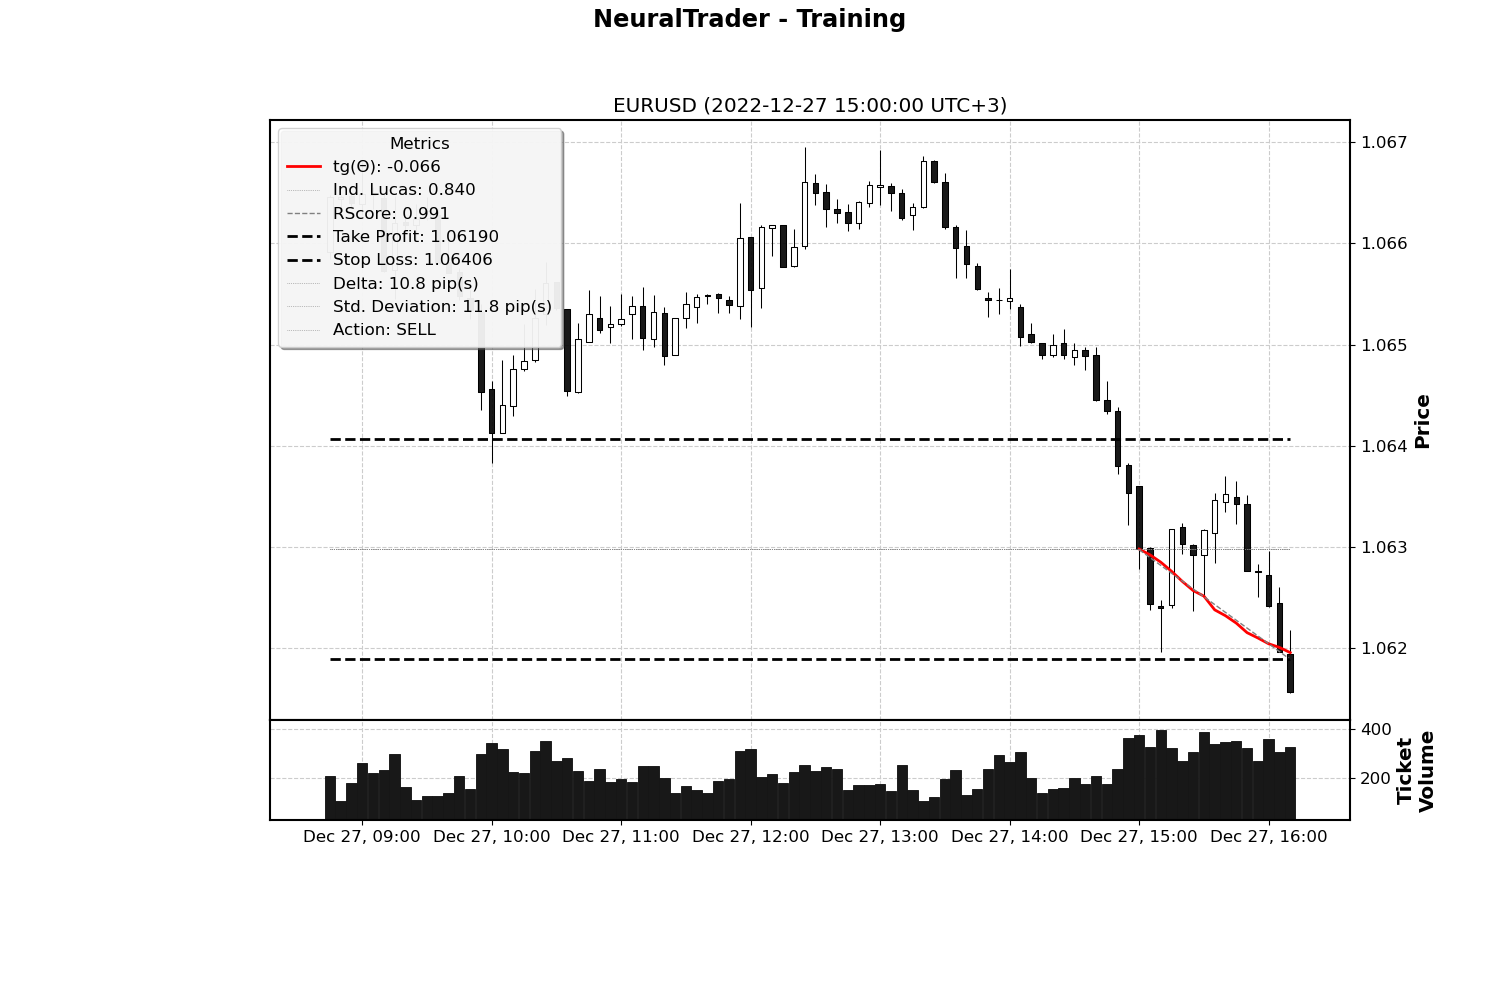 NeuralTrader - Training
EURUSD (2022-12-27 15:00:00 UTC+3)
Metrics
tg(Θ): -0.066
Ind. Lucas: 0.840
RScore: 0.991
Take Profit: 1.06190
Stop Loss: 1.06406
Delta: 10.8 pip(s)
Std. Deviation: 11.8 pip(s)
Action: SELL
1.067
1.066
1.065
1.064
1.063
1.062
Price
400
200
Ticket
Volume
Dec 27, 09:00
Dec 27, 10:00
Dec 27, 11:00
Dec 27, 12:00
Dec 27, 13:00
Dec 27, 14:00
Dec 27, 15:00
Dec 27, 16:00